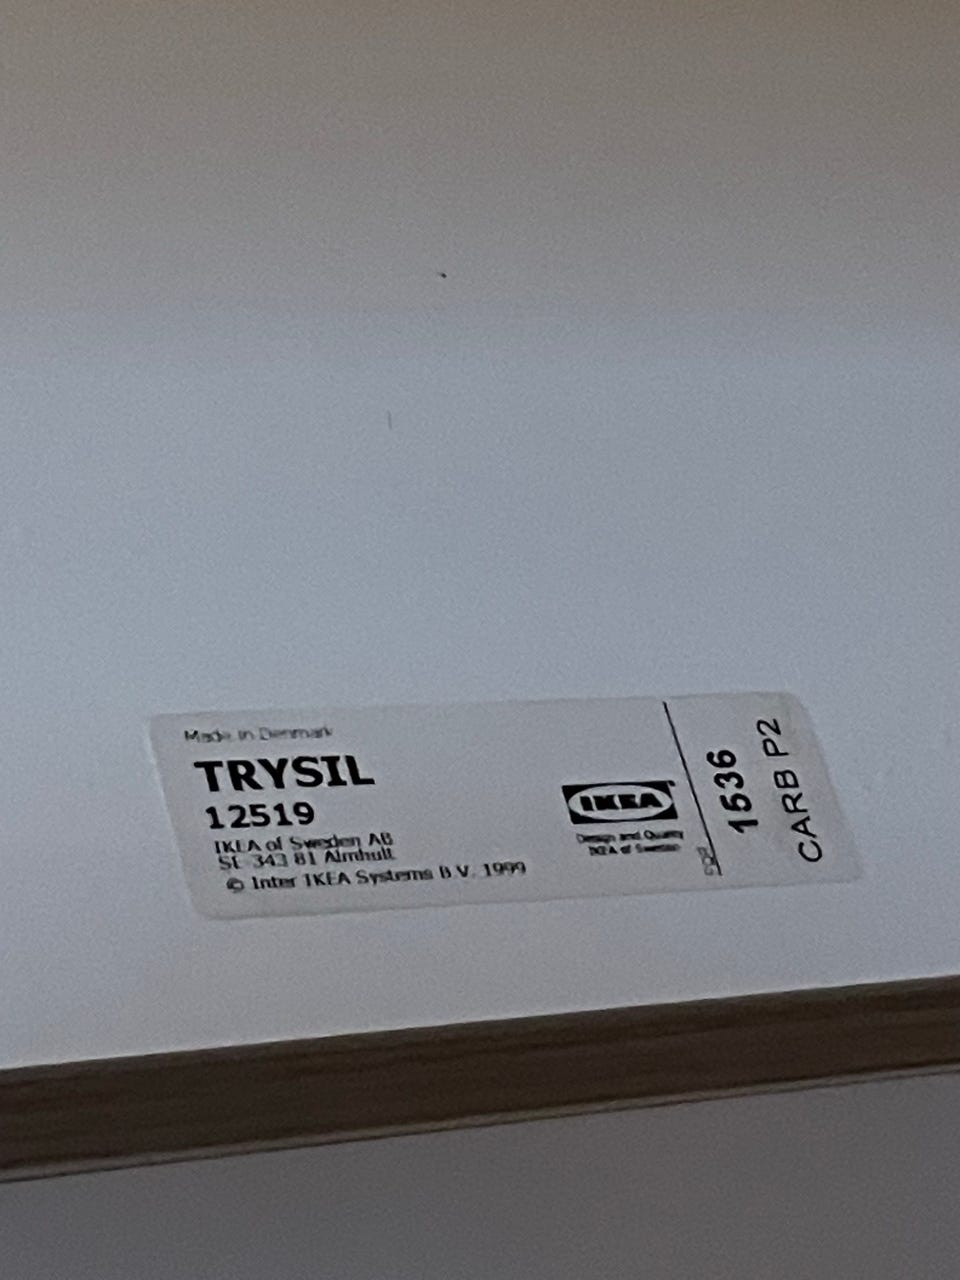 Made in Denmark
TRYSIL
12519
IKEA of Sweden AB
SE 343 81 Älmhult
© Inter IKEA Systems B.V. 1999
IKEA
Design and Quality
IKEA of Sweden
1536
CARB P2